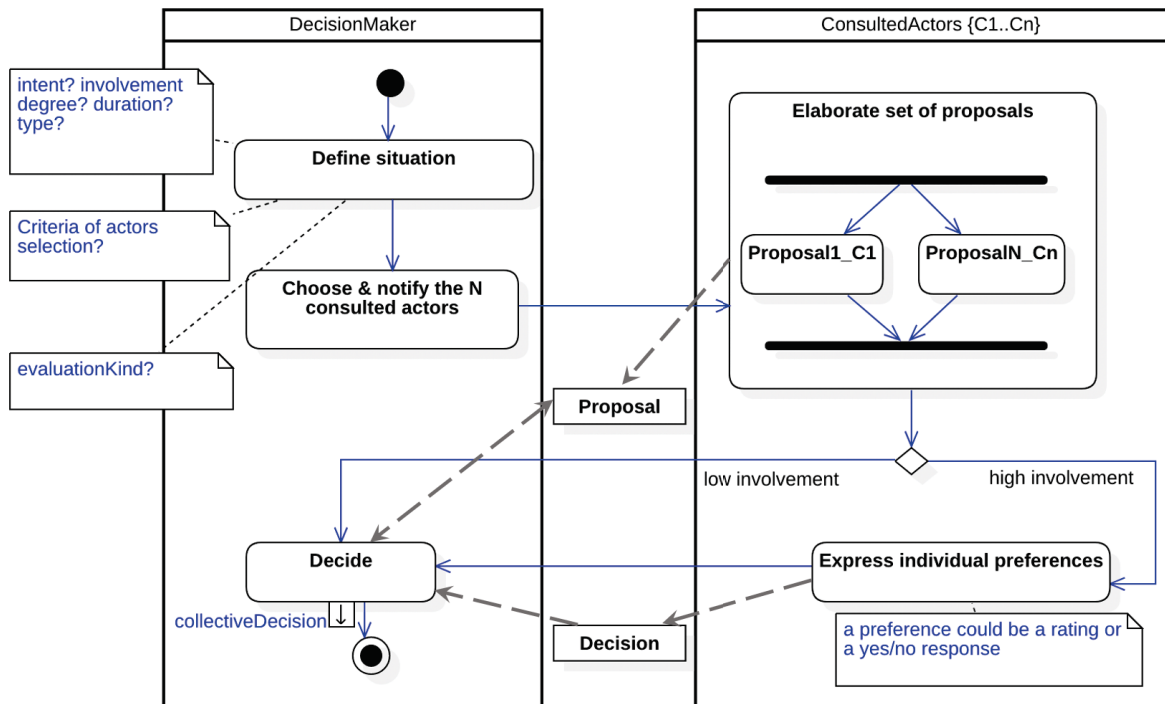 DecisionMaker
ConsultedActors {C1..Cn}
intent? involvement
degree? duration?
type?
Define situation
Criteria of actors
selection?
Choose & notify the N
consulted actors
evaluationKind?
Elaborate set of proposals
Proposal1_C1
ProposalN_Cn
Proposal
low involvement
high involvement
Decide
Express individual preferences
collectiveDecision
Decision
a preference could be a rating or
a yes/no response